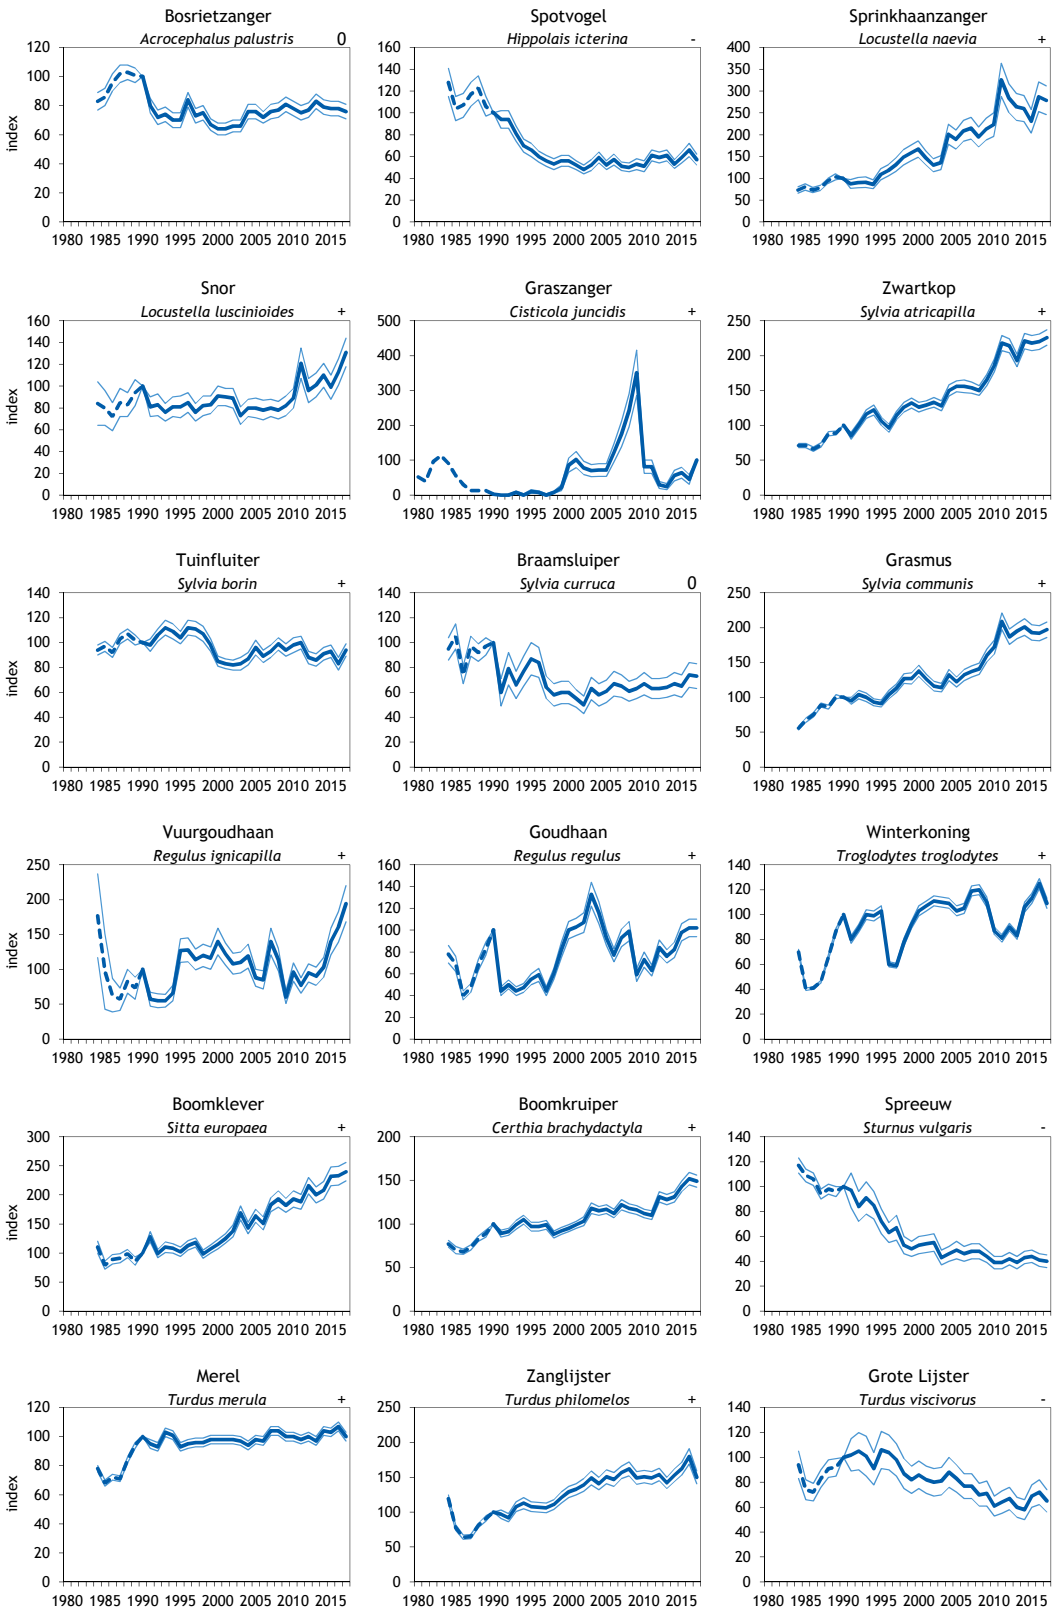 Bosrietzanger
Acrocephalus palustris 0
120
100
80
60
40
20
0
index
1980 1985 1990 1995 2000 2005 2010 2015
Spotvogel
Hippolais icterina -
160
140
120
100
80
60
40
20
0
1980 1985 1990 1995 2000 2005 2010 2015
Sprinkhaanzanger
Locustella naevia +
400
350
300
250
200
150
100
50
0
1980 1985 1990 1995 2000 2005 2010 2015
Snor
Locustella luscinioides +
160
140
120
100
80
60
40
20
0
index
1980 1985 1990 1995 2000 2005 2010 2015
Graszanger
Cisticola juncidis +
500
400
300
200
100
0
1980 1985 1990 1995 2000 2005 2010 2015
Zwartkop
Sylvia atricapilla +
250
200
150
100
50
0
1980 1985 1990 1995 2000 2005 2010 2015
Tuinfluiter
Sylvia borin +
140
120
100
80
60
40
20
0
index
1980 1985 1990 1995 2000 2005 2010 2015
Braamsluiper
Sylvia curruca 0
140
120
100
80
60
40
20
0
1980 1985 1990 1995 2000 2005 2010 2015
Grasmus
Sylvia communis +
250
200
150
100
50
0
1980 1985 1990 1995 2000 2005 2010 2015
Vuurgoudhaan
Regulus ignicapilla +
250
200
150
100
50
0
index
1980 1985 1990 1995 2000 2005 2010 2015
Goudhaan
Regulus regulus +
160
140
120
100
80
60
40
20
0
1980 1985 1990 1995 2000 2005 2010 2015
Winterkoning
Troglodytes troglodytes +
140
120
100
80
60
40
20
0
1980 1985 1990 1995 2000 2005 2010 2015
Boomklever
Sitta europaea +
300
250
200
150
100
50
0
index
1980 1985 1990 1995 2000 2005 2010 2015
Boomkruiper
Certhia brachydactyla +
200
150
100
50
0
1980 1985 1990 1995 2000 2005 2010 2015
Spreeuw
Sturnus vulgaris -
140
120
100
80
60
40
20
0
1980 1985 1990 1995 2000 2005 2010 2015
Merel
Turdus merula +
120
100
80
60
40
20
0
index
1980 1985 1990 1995 2000 2005 2010 2015
Zanglijster
Turdus philomelos +
250
200
150
100
50
0
1980 1985 1990 1995 2000 2005 2010 2015
Grote Lijster
Turdus viscivorus -
140
120
100
80
60
40
20
0
1980 1985 1990 1995 2000 2005 2010 2015